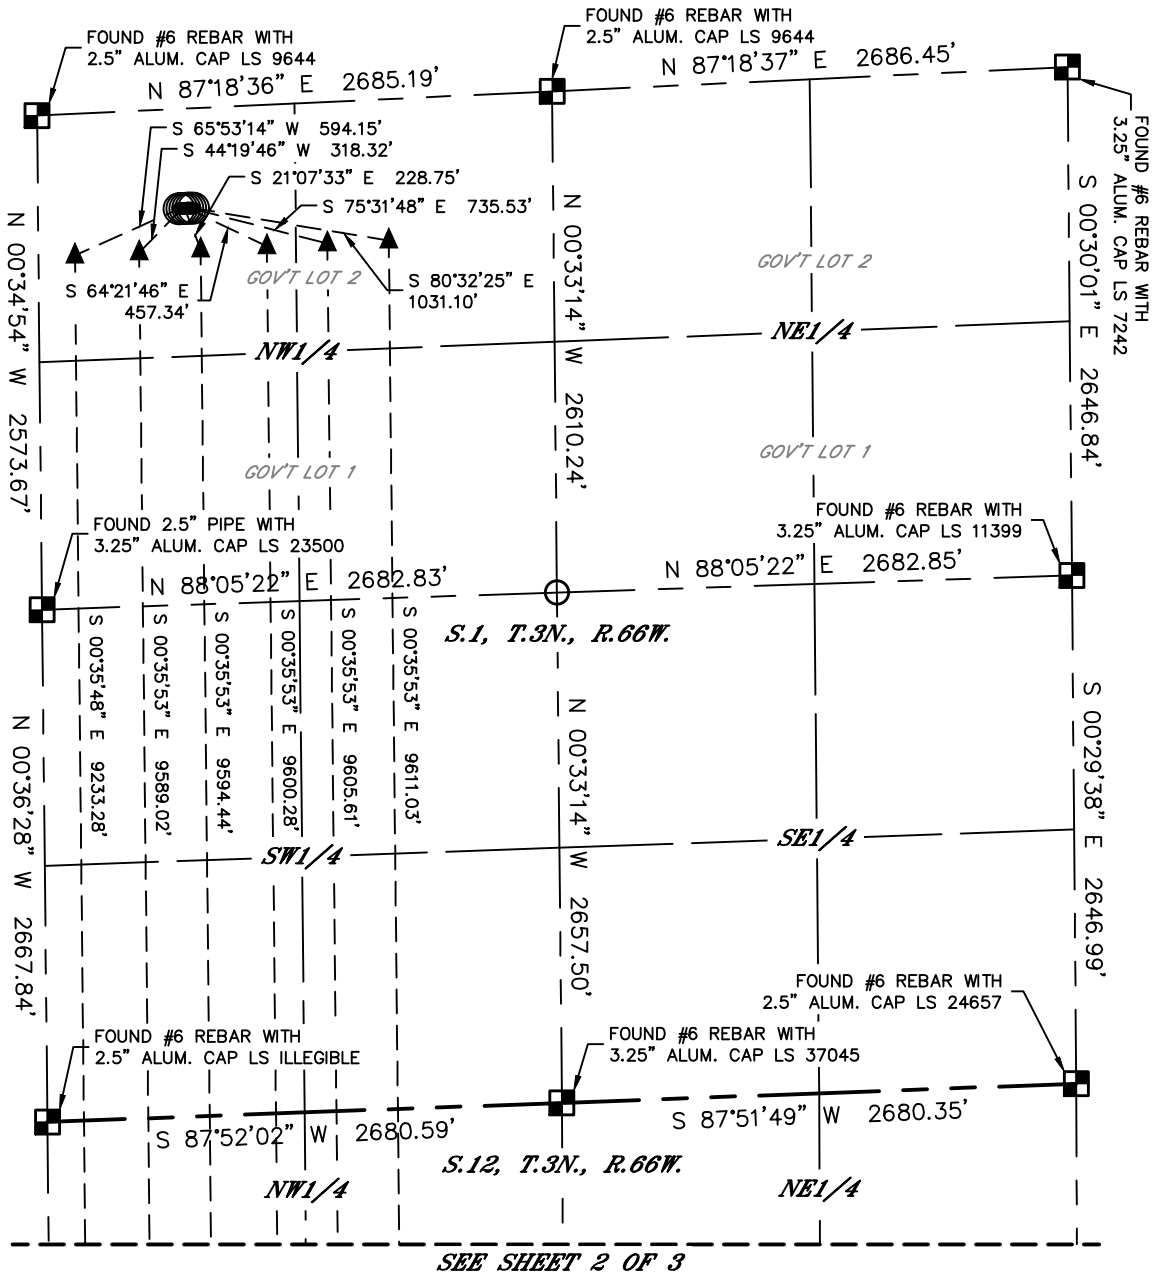 FOUND #6 REBAR WITH
2.5" ALUM. CAP LS 9644
FOUND #6 REBAR WITH
2.5" ALUM. CAP LS 9644
N 87°18'36" E 2685.19'
N 87°18'37" E 2686.45'
FOUND #6 REBAR WITH
3.25" ALUM. CAP LS 7242
S 65°53'14" W 594.15'
S 44°19'46" W 318.32'
S 21°07'33" E 228.75'
S 75°31'48" E 735.53'
S 64°21'46" E
457.34'
S 80°32'25" E
1031.10'
GOV'T LOT 2
GOV'T LOT 2
N 00°34'54" W 2573.67'
N 00°33'14" W 2610.24'
S 00°30'01" E 2646.84'
NW1/4
NE1/4
GOV'T LOT 1
GOV'T LOT 1
FOUND 2.5" PIPE WITH
3.25" ALUM. CAP LS 23500
FOUND #6 REBAR WITH
3.25" ALUM. CAP LS 11399
N 88°05'22" E 2682.83'
N 88°05'22" E 2682.85'
S.1, T.3N., R.66W.
S 00°35'48" E 9233.28'
S 00°35'53" E 9589.02'
S 00°35'53" E 9594.44'
S 00°35'53" E 9600.28'
S 00°35'53" E 9605.61'
S 00°35'53" E 9611.03'
N 00°36'28" W 2667.84'
N 00°33'14" W 2657.50'
S 00°29'38" E 2646.99'
SW1/4
SE1/4
FOUND #6 REBAR WITH
2.5" ALUM. CAP LS ILLEGIBLE
FOUND #6 REBAR WITH
3.25" ALUM. CAP LS 37045
FOUND #6 REBAR WITH
2.5" ALUM. CAP LS 24657
S 87°52'02" W 2680.59'
S 87°51'49" W 2680.35'
S.12, T.3N., R.66W.
NW1/4
NE1/4
SEE SHEET 2 OF 3